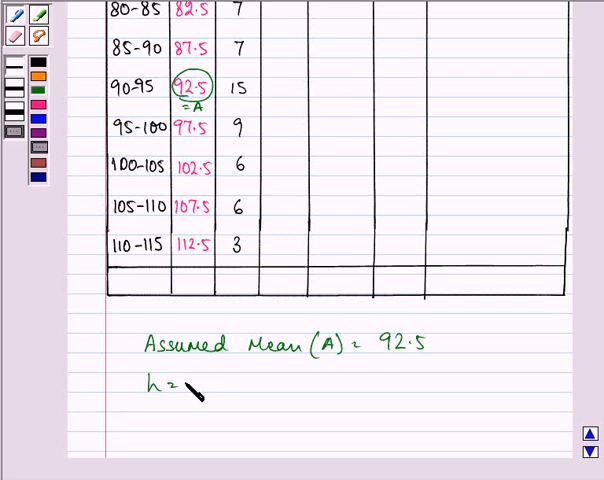 80-85 82.5 7
85-90 87.5 7
90-95 92.5 15
=A
95-100 97.5 9
100-105 102.5 6
105-110 107.5 6
110-115 112.5 3
Assumed Mean (A) = 92.5
h =